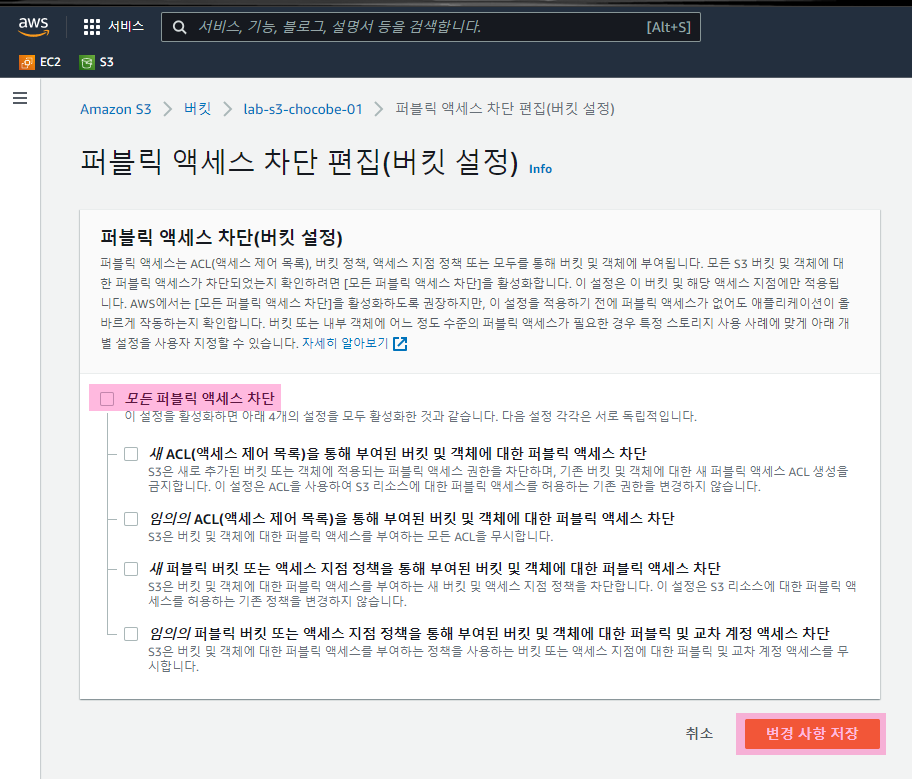 aws
서비스
서비스, 기능, 블로그, 설명서 등을 검색합니다.
[Alt+S]
EC2
S3
Amazon S3 > 버킷 > lab-s3-chocobe-01 > 퍼블릭 액세스 차단 편집(버킷 설정)
퍼블릭 액세스 차단 편집(버킷 설정) Info
퍼블릭 액세스 차단(버킷 설정)
퍼블릭 액세스는 ACL(액세스 제어 목록), 버킷 정책, 액세스 지점 정책 또는 모두를 통해 버킷 및 객체에 부여됩니다. 모든 S3 버킷 및 객체에 대
한 퍼블릭 액세스가 차단되었는지 확인하려면 [모든 퍼블릭 액세스 차단]을 활성화합니다. 이 설정은 이 버킷 및 해당 액세스 지점에만 적용됩
니다. AWS에서는 [모든 퍼블릭 액세스 차단]을 활성화하도록 권장하지만, 이 설정을 적용하기 전에 퍼블릭 액세스가 없어도 애플리케이션이 올
바르게 작동하는지 확인합니다. 버킷 또는 내부 객체에 어느 정도 수준의 퍼블릭 액세스가 필요한 경우 특정 스토리지 사용 사례에 맞게 아래 개
별 설정을 사용자 지정할 수 있습니다. 자세히 알아보기
모든 퍼블릭 액세스 차단
이 설정을 활성화하면 아래 4개의 설정을 모두 활성화한 것과 같습니다. 다음 설정 각각은 서로 독립적입니다.
새 ACL(액세스 제어 목록)을 통해 부여된 버킷 및 객체에 대한 퍼블릭 액세스 차단
S3은 새로 추가된 버킷 또는 객체에 적용되는 퍼블릭 액세스 권한을 차단하며, 기존 버킷 및 객체에 대한 새 퍼블릭 액세스 ACL 생성을
금지합니다. 이 설정은 ACL을 사용하여 S3 리소스에 대한 퍼블릭 액세스를 허용하는 기존 권한을 변경하지 않습니다.
임의의 ACL(액세스 제어 목록)을 통해 부여된 버킷 및 객체에 대한 퍼블릭 액세스 차단
S3은 버킷 및 객체에 대한 퍼블릭 액세스를 부여하는 모든 ACL을 무시합니다.
새 퍼블릭 버킷 또는 액세스 지점 정책을 통해 부여된 버킷 및 객체에 대한 퍼블릭 액세스 차단
S3은 버킷 및 객체에 대한 퍼블릭 액세스를 부여하는 새 버킷 및 액세스 지점 정책을 차단합니다. 이 설정은 S3 리소스에 대한 퍼블릭 액
세스를 허용하는 기존 정책을 변경하지 않습니다.
임의의 퍼블릭 버킷 또는 액세스 지점 정책을 통해 부여된 버킷 및 객체에 대한 퍼블릭 및 교차 계정 액세스 차단
S3은 버킷 및 객체에 대한 퍼블릭 액세스를 부여하는 정책을 사용하는 버킷 또는 액세스 지점에 대한 퍼블릭 및 교차 계정 액세스를 무
시합니다.
취소
변경 사항 저장